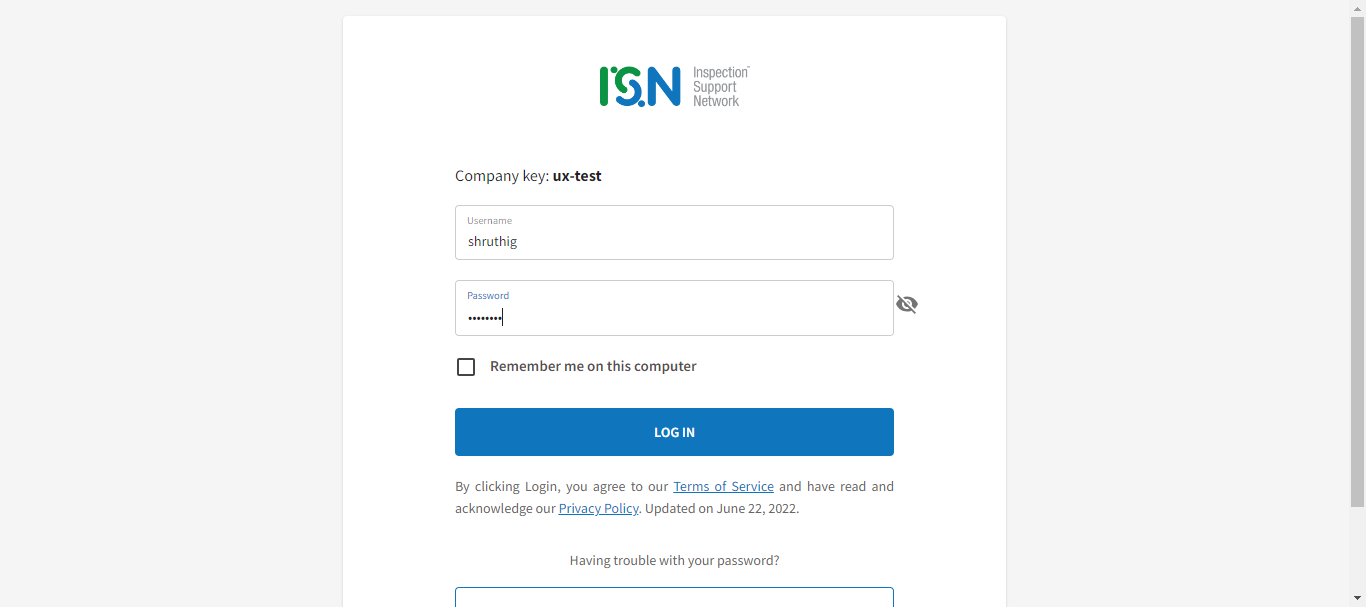 ISN Inspection™
Support
Network
Company key: ux-test
Username
shruthig
Password
••••••••
Remember me on this computer
LOG IN
By clicking Login, you agree to our Terms of Service and have read and
acknowledge our Privacy Policy. Updated on June 22, 2022.
Having trouble with your password?